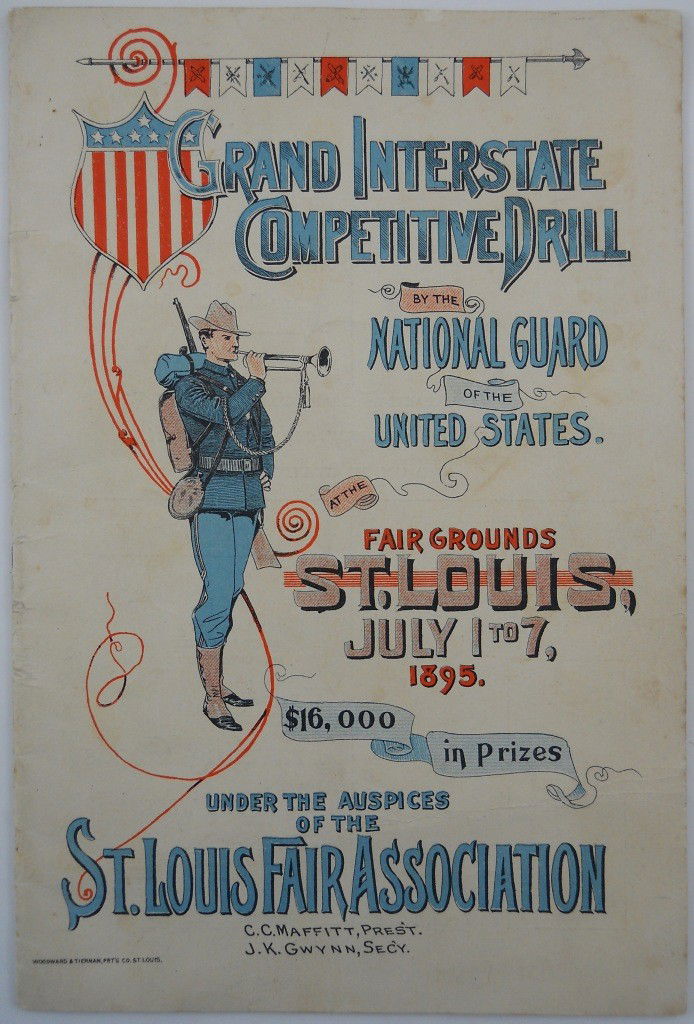 GRAND INTERSTATE
COMPETITIVE DRILL
BY THE
NATIONAL GUARD
OF THE
UNITED STATES.
AT THE
FAIR GROUNDS
ST. LOUIS,
JULY 1 TO 7,
1895.
$16,000
in Prizes
UNDER THE AUSPICES
OF THE
ST. LOUIS FAIR ASSOCIATION
C.C. MAFFITT, PREST.
J.K. GWYNN, SECY.
WOODWARD & TIERNAN, PRT'G CO. ST. LOUIS.